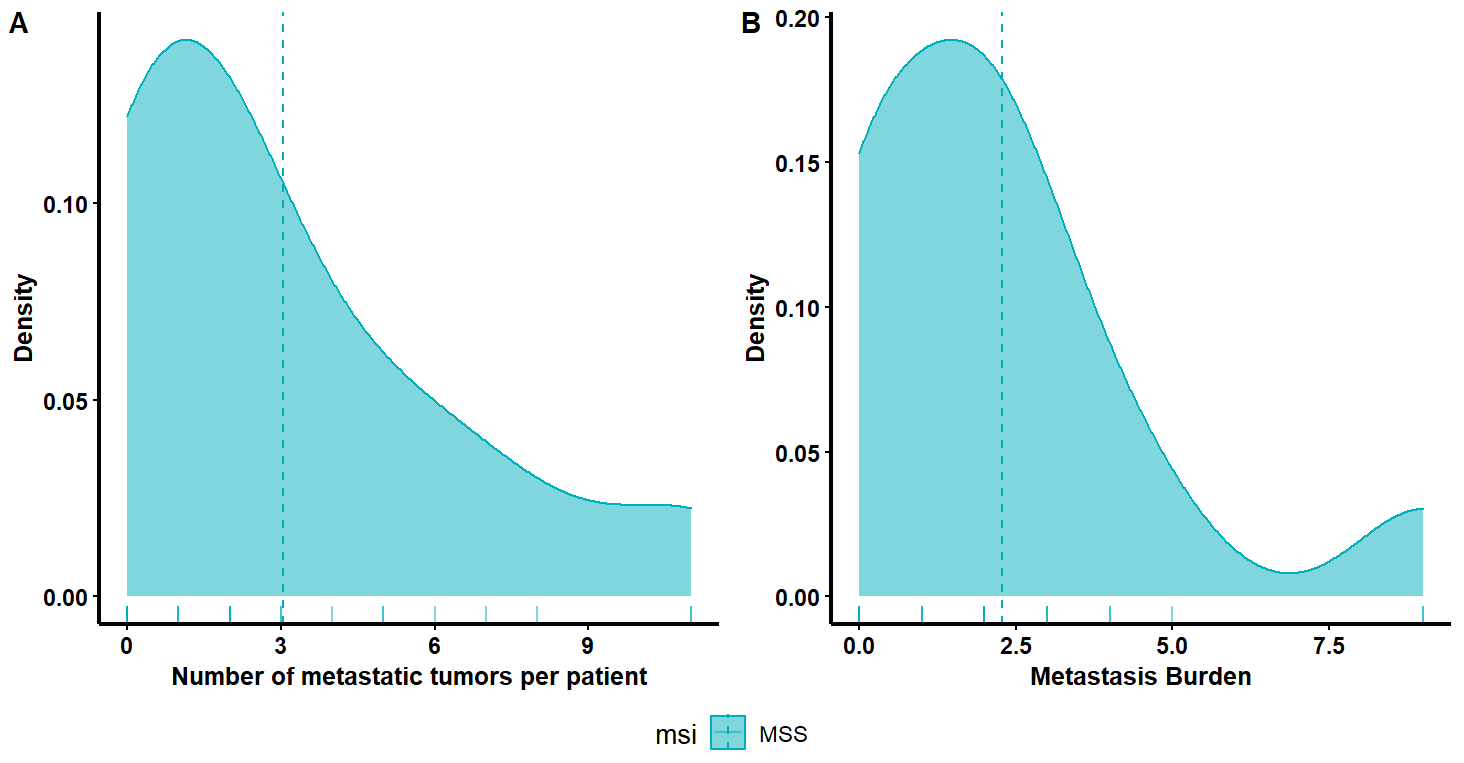 A
Density
0.10
0.05
0.00
0 3 6 9
Number of metastatic tumors per patient
B
Density
0.20
0.15
0.10
0.05
0.00
0.0 2.5 5.0 7.5
Metastasis Burden
msi MSS